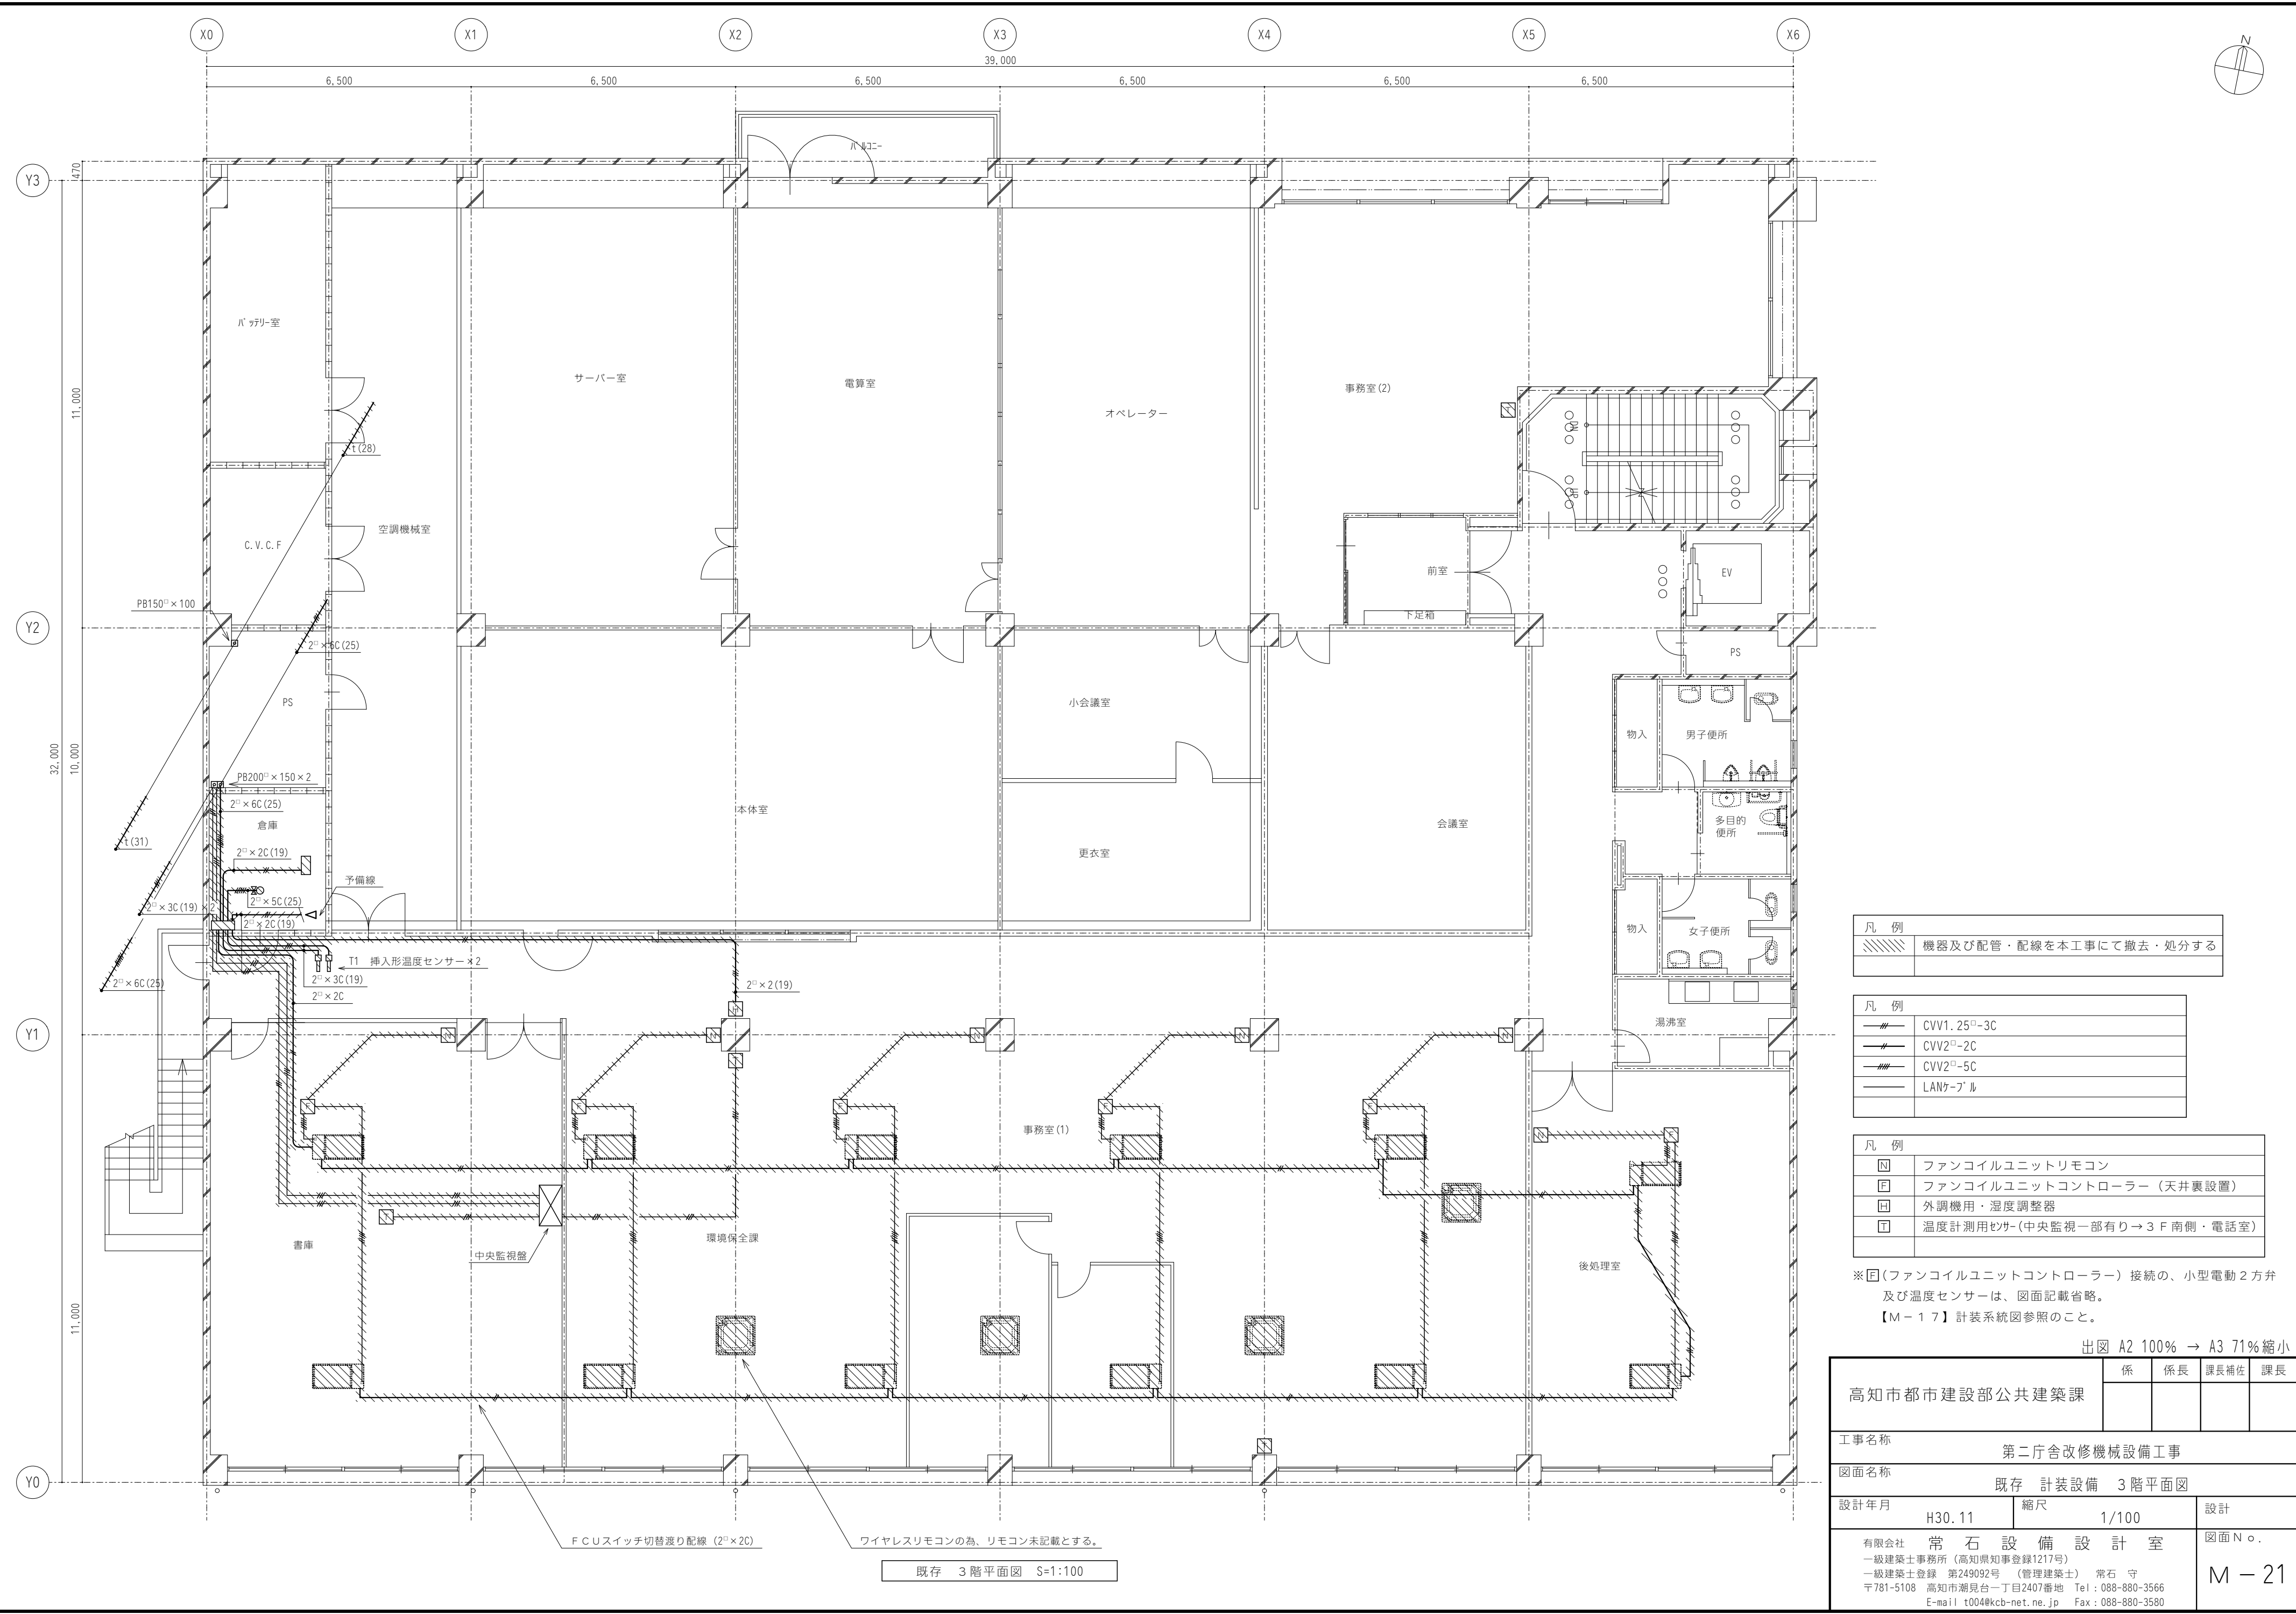 X0
X1
X2
X3
X4
X5
X6
N
39,000
6,500
6,500
6,500
6,500
6,500
6,500
バルコニー
Y3
470
バッテリー室
サーバー室
電算室
オペレーター
事務室(2)
11,000
T
t(28)
DN
UP
空調機械室
C.V.C.F
前室
EV
PB150□×100
下足箱
Y2
2□×6C(25)
PS
PS
小会議室
物入
男子便所
32,000
10,000
PB200□×150×2
2□×6C(25)
倉庫
本体室
会議室
多目的
便所
t(31)
2□×2C(19)
更衣室
予備線
2□×5C(25)
2□×3C(19)×2
2□×2C(19)
物入
女子便所
T1 挿入形温度センサー×2
2□×3C(19)
2□×6C(25)
2□×2C
2□×2(19)
H
湯沸室
Y1
N
N
N
N
N
T
F
F
F
F
F
事務室(1)
N
F
T
書庫
中央監視盤
環境保全課
後処理室
11,000
T
Y0
FCUスイッチ切替渡り配線(2□×2C)
ワイヤレスリモコンの為、リモコン未記載とする。
既存 3階平面図 S=1:100
凡 例
機器及び配管・配線を本工事にて撤去・処分する
凡 例
CVV1.25□-3C
CVV2□-2C
CVV2□-5C
LANケーブル
凡 例
N ファンコイルユニットリモコン
F ファンコイルユニットコントローラー(天井裏設置)
H 外調機用・湿度調整器
T 温度計測用センサー(中央監視一部有り→3F南側・電話室)
※F(ファンコイルユニットコントローラー)接続の、小型電動2方弁
及び温度センサーは、図面記載省略。
【M-17】計装系統図参照のこと。
出図 A2 100% → A3 71%縮小
高知市都市建設部公共建築課
係 係長 課長補佐 課長
工事名称
第二庁舎改修機械設備工事
図面名称
既存 計装設備 3階平面図
設計年月 H30.11 縮尺 1/100 設計
有限会社 常石設備設計室
図面No.
一級建築士事務所(高知県知事登録1217号)
一級建築士登録 第249092号 (管理建築士) 常石 守
M-21
〒781-5108 高知市潮見台一丁目2407番地 Tel:088-880-3566
E-mail t004@kcb-net.ne.jp Fax:088-880-3580